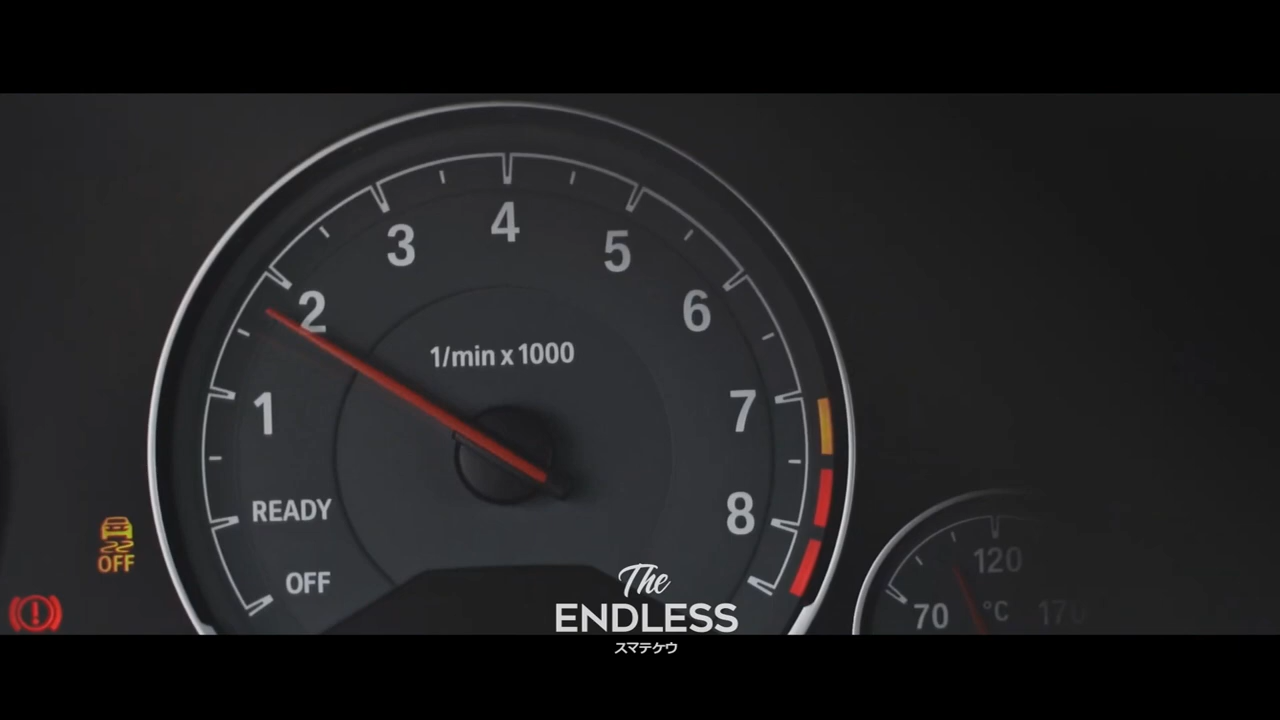 4
3
5
2
6
1/min x 1000
1
7
READY
8
OFF
OFF
120
70
°C
170
The
ENDLESS
スマテケウ